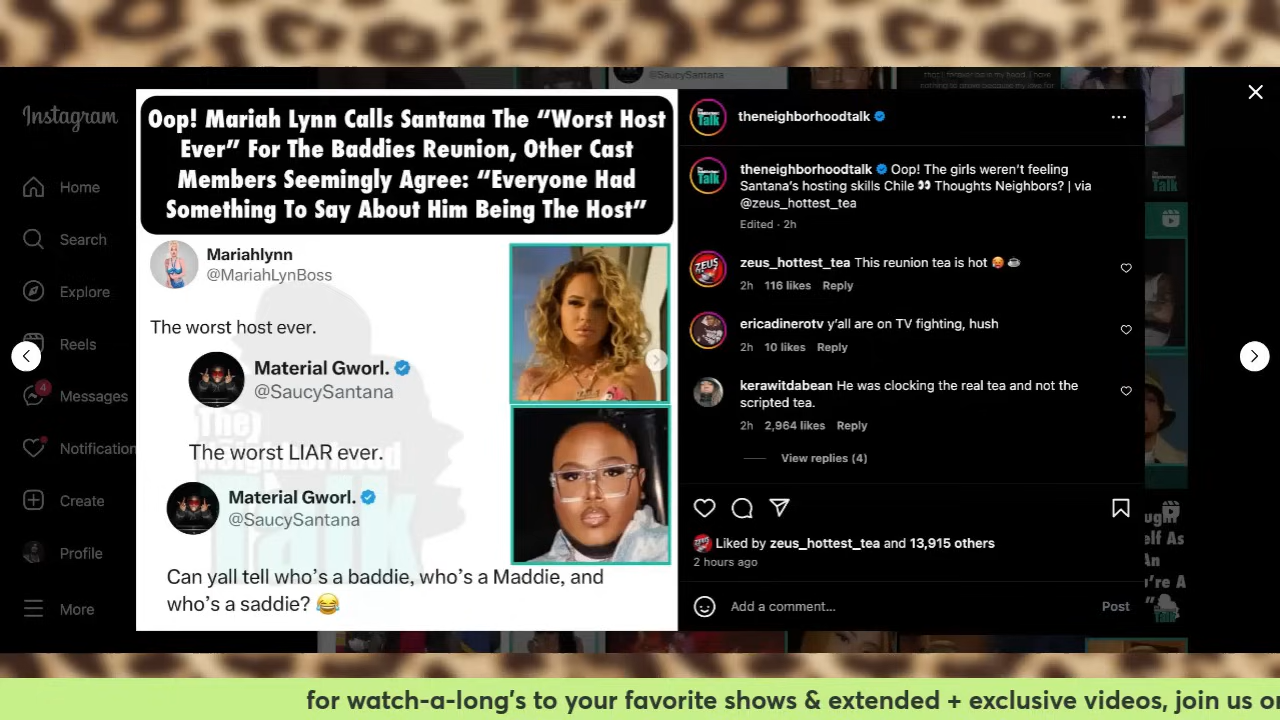 Instagram
Home
Search
Explore
Reels
4
Messages
Notification
Create
Profile
More
@SaucySantana
Oop! Mariah Lynn Calls Santana The “Worst Host
Ever” For The Baddies Reunion, Other Cast
Members Seemingly Agree: “Everyone Had
Something To Say About Him Being The Host”
Mariahlynn
@MariahLynBoss
The worst host ever.
Material Gworl.
@SaucySantana
The worst LIAR ever.
Material Gworl.
@SaucySantana
Can yall tell who’s a baddie, who’s a Maddie, and
who’s a saddie? 😂
The
Neighborhood
Talk
theneighborhoodtalk
theneighborhoodtalk Oop! The girls weren’t feeling
Santana’s hosting skills Chile 👀 Thoughts Neighbors? | via
@zeus_hottest_tea
Edited · 2h
ZEUS
zeus_hottest_tea This reunion tea is hot 🥵 ☕
2h 116 likes Reply
ericadinerotv y’all are on TV fighting, hush
2h 10 likes Reply
kerawitdabean He was clocking the real tea and not the
scripted tea.
2h 2,964 likes Reply
View replies (4)
Liked by zeus_hottest_tea and 13,915 others
2 hours ago
Add a comment...
Post
elf As
An
’re A
for watch-a-long’s to your favorite shows & extended + exclusive videos, join us o